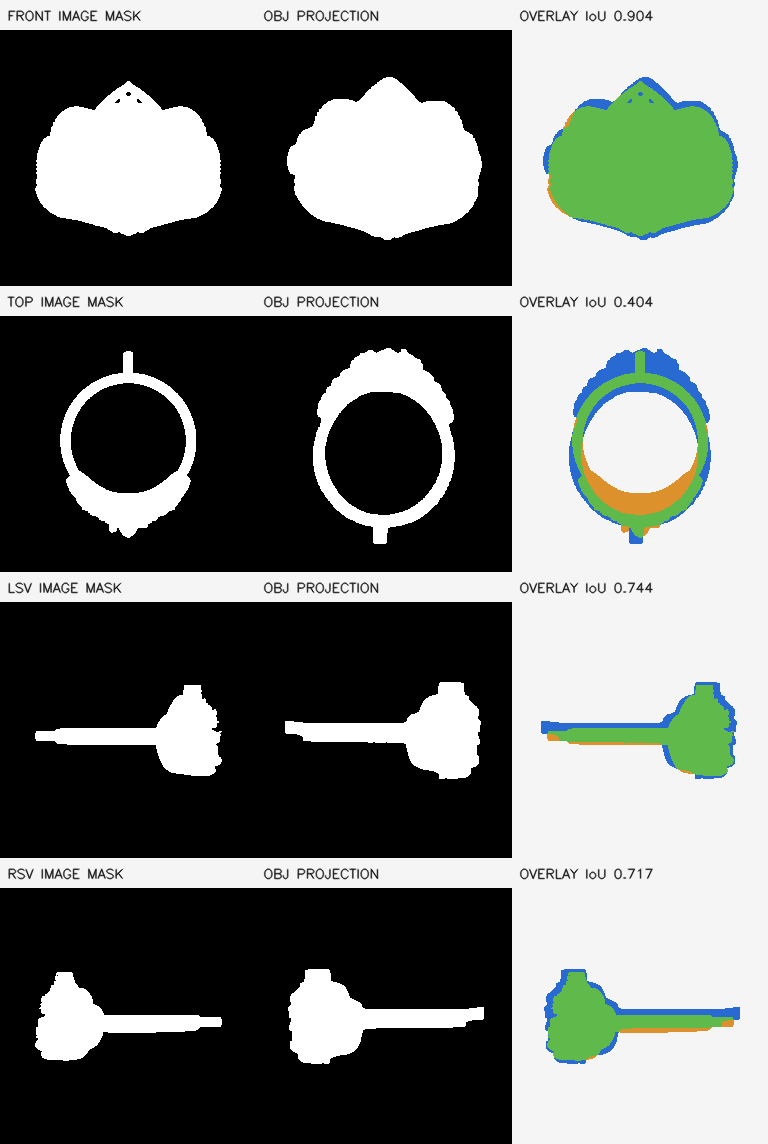 FRONT IMAGE MASK
OBJ PROJECTION
OVERLAY IoU 0.904
TOP IMAGE MASK
OBJ PROJECTION
OVERLAY IoU 0.404
LSV IMAGE MASK
OBJ PROJECTION
OVERLAY IoU 0.744
RSV IMAGE MASK
OBJ PROJECTION
OVERLAY IoU 0.717